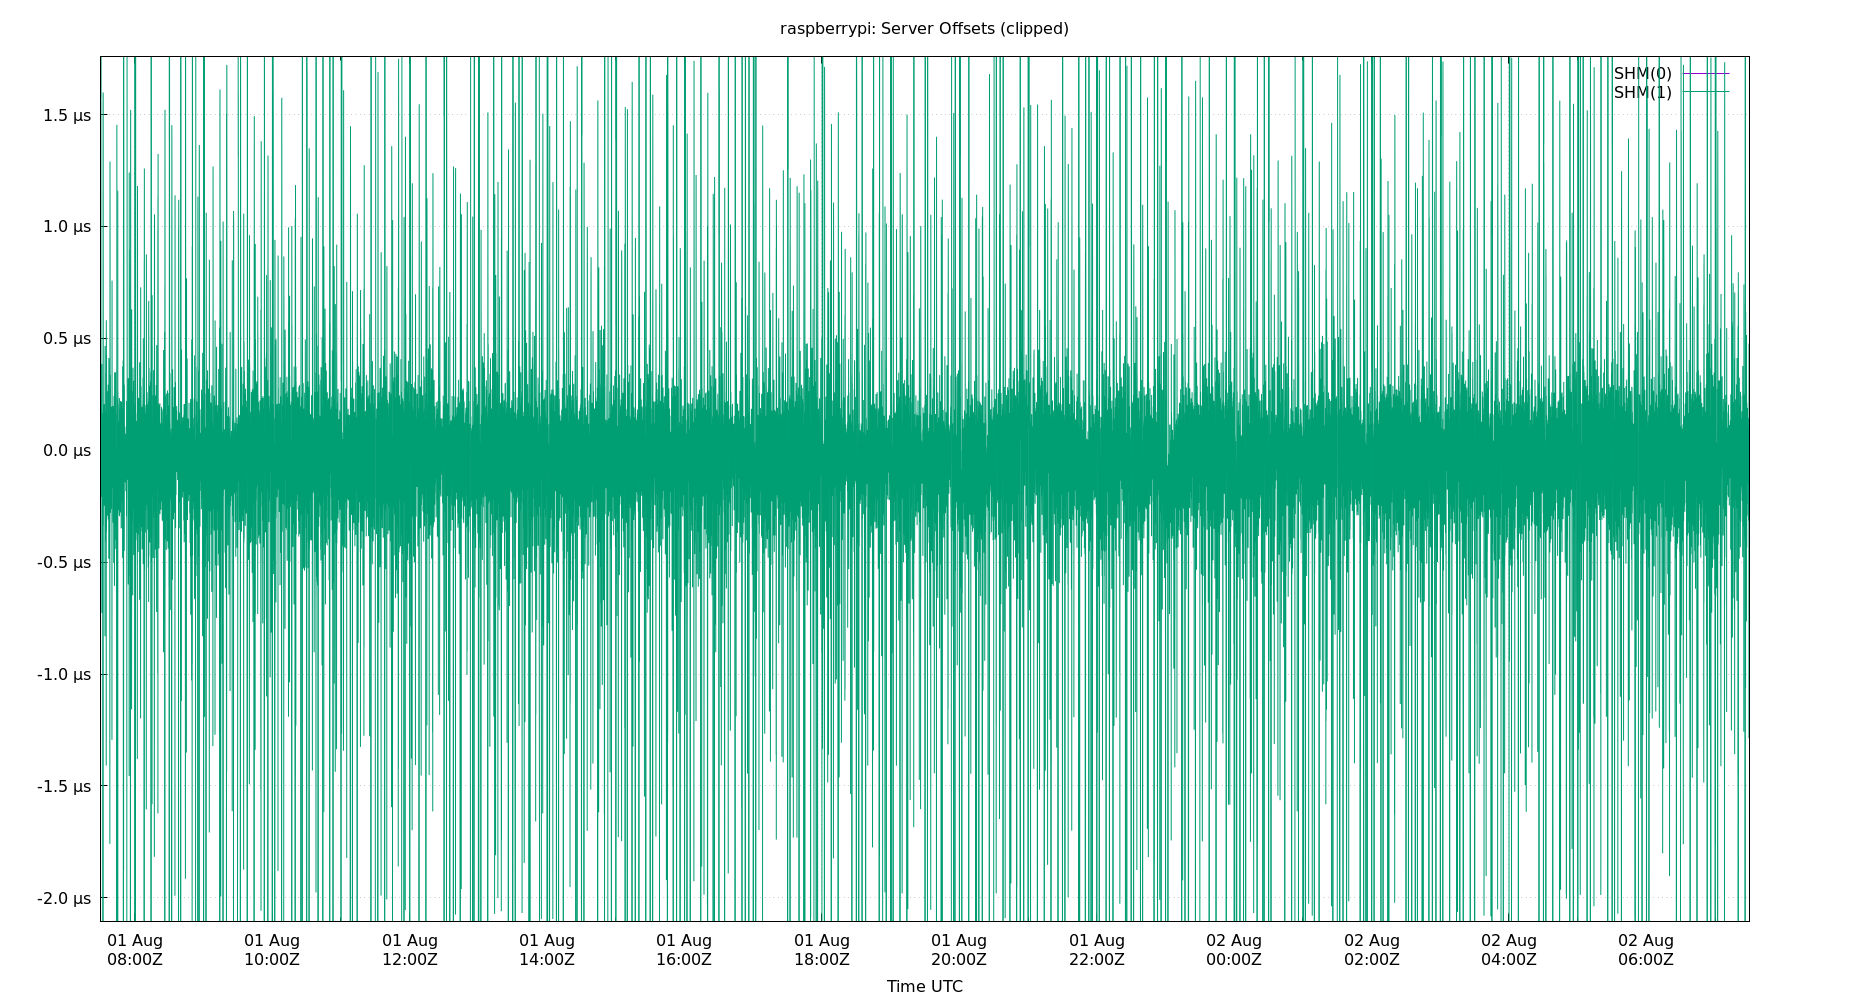 raspberrypi: Server Offsets (clipped)
SHM(0)
SHM(1)
1.5 µs
1.0 µs
0.5 µs
0.0 µs
-0.5 µs
-1.0 µs
-1.5 µs
-2.0 µs
01 Aug 01 Aug 01 Aug 01 Aug 01 Aug 01 Aug 01 Aug 01 Aug 02 Aug 02 Aug 02 Aug 02 Aug
08:00Z 10:00Z 12:00Z 14:00Z 16:00Z 18:00Z 20:00Z 22:00Z 00:00Z 02:00Z 04:00Z 06:00Z
Time UTC